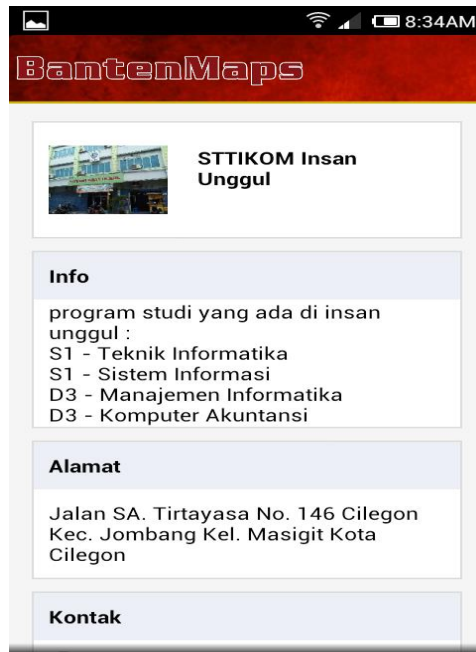 8:34AM
BantenMaps
STTIKOM Insan
Unggul
Info
program studi yang ada di insan
unggul :
S1 - Teknik Informatika
S1 - Sistem Informasi
D3 - Manajemen Informatika
D3 - Komputer Akuntansi
Alamat
Jalan SA. Tirtayasa No. 146 Cilegon
Kec. Jombang Kel. Masigit Kota
Cilegon
Kontak